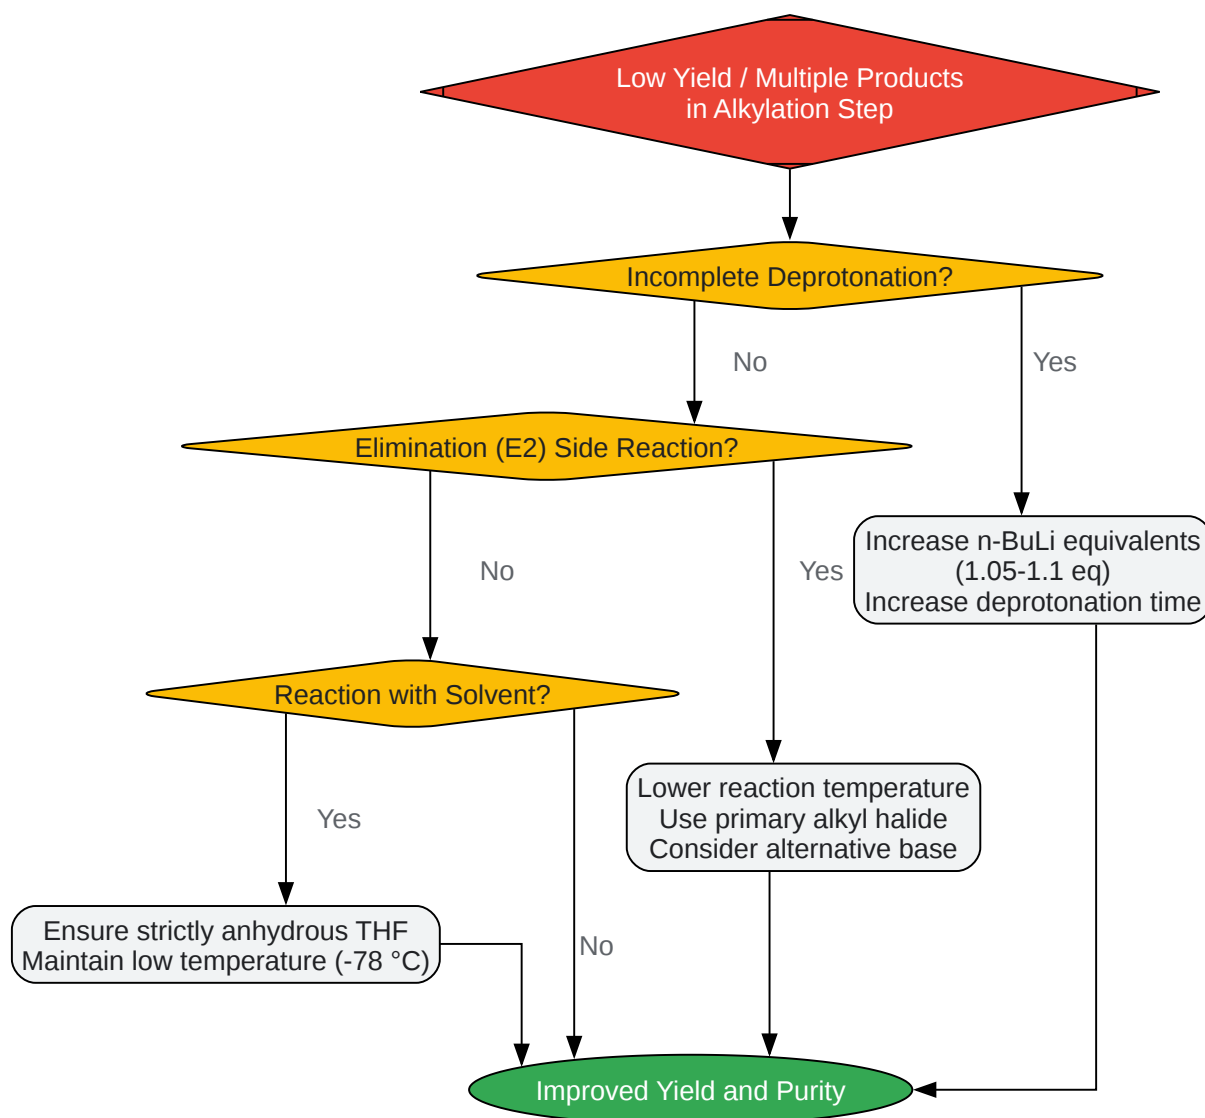 Low Yield / Multiple Products
in Alkylation Step
Incomplete Deprotonation?
No
Yes
Elimination (E2) Side Reaction?
Increase n-BuLi equivalents
(1.05-1.1 eq)
Increase deprotonation time
No
Yes
Reaction with Solvent?
Lower reaction temperature
Use primary alkyl halide
Consider alternative base
Yes
Ensure strictly anhydrous THF
Maintain low temperature (-78 °C)
No
Improved Yield and Purity